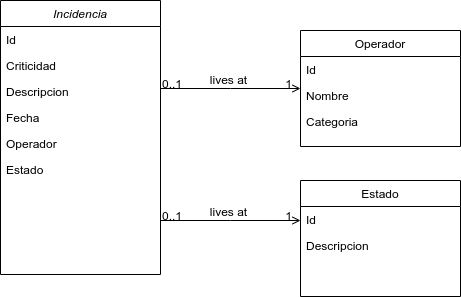 Incidencia
Id
Criticidad
Descripcion
Fecha
Operador
Estado
0..1
lives at
1
Operador
Id
Nombre
Categoria
0..1
lives at
1
Estado
Id
Descripcion